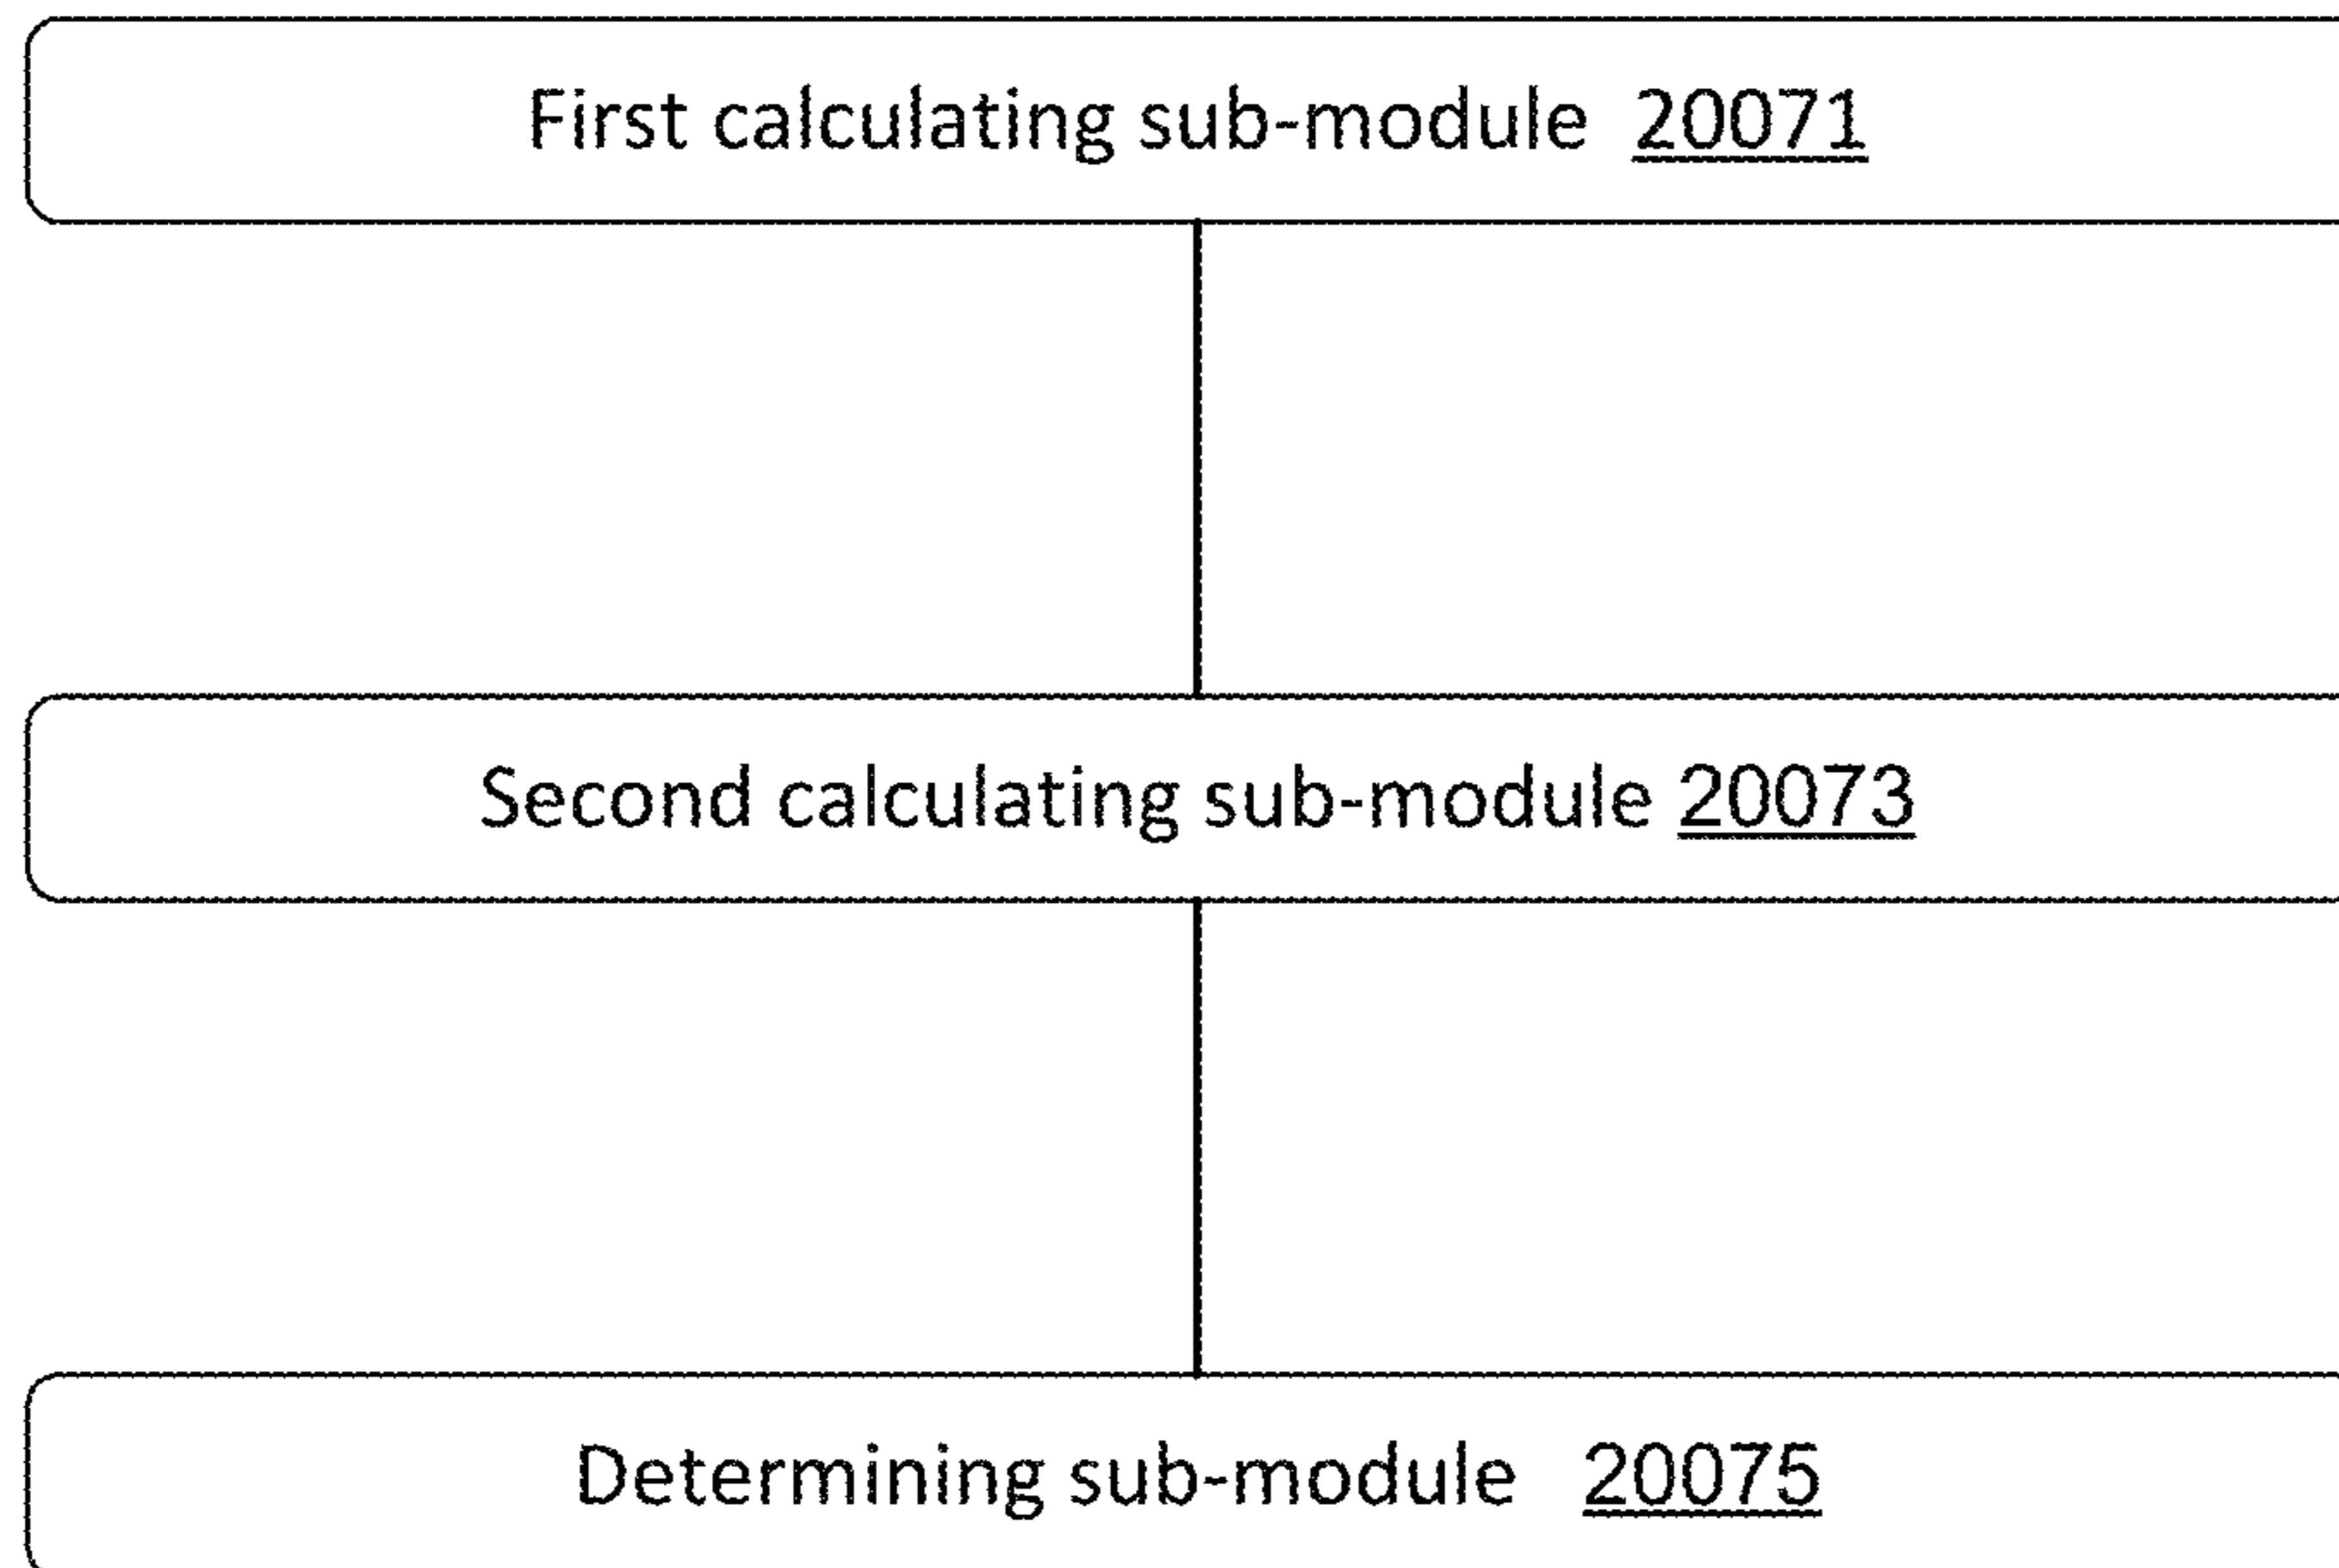 First calculating sub-module 20071
Second calculating sub-module 20073
Determining sub-module 20075